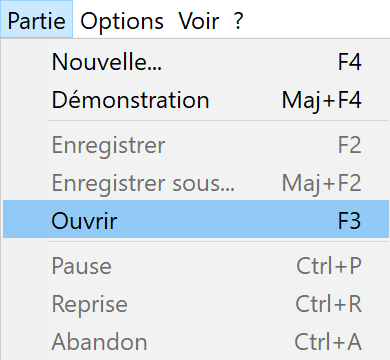 Partie Options Voir ?
Nouvelle... F4
Démonstration Maj+F4
Enregistrer F2
Enregistrer sous... Maj+F2
Ouvrir F3
Pause Ctrl+P
Reprise Ctrl+R
Abandon Ctrl+A